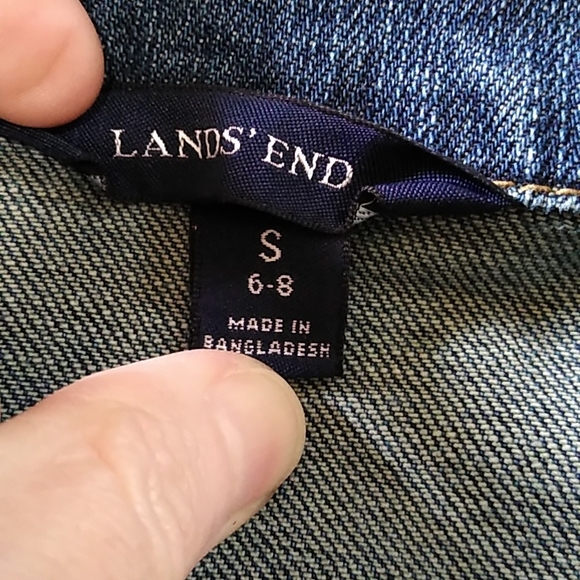 LANDS' END
S
6-8
MADE IN
BANGLADESH